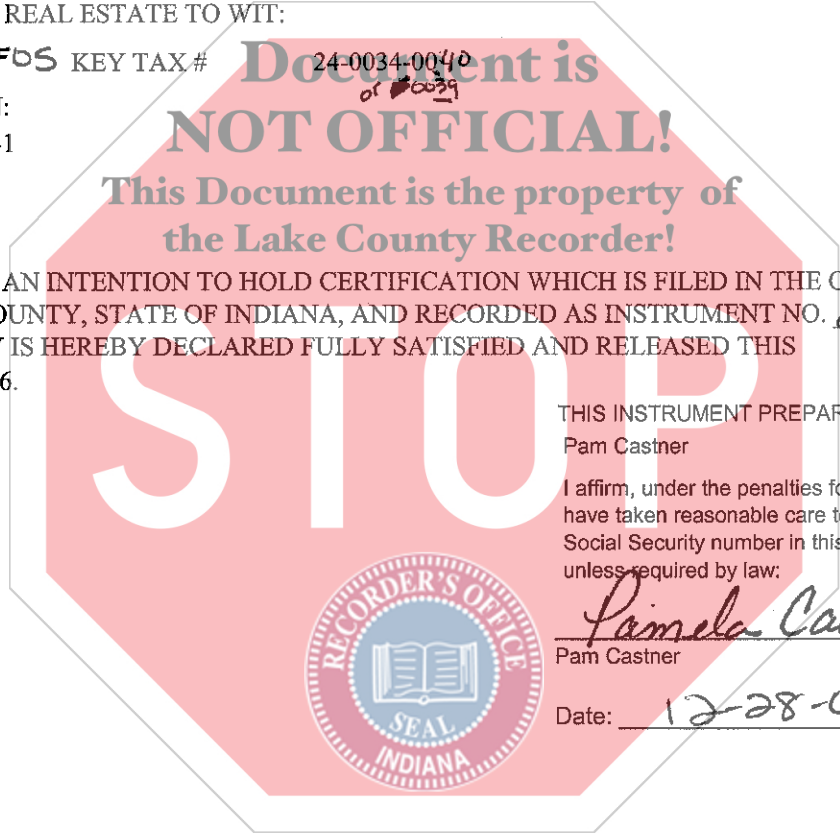 REAL ESTATE TO WIT:
KEY TAX # 24-0034-0040
or 0039
Document is
NOT OFFICIAL!
This Document is the property of
the Lake County Recorder!
AN INTENTION TO HOLD CERTIFICATION WHICH IS FILED IN THE
OUNTY, STATE OF INDIANA, AND RECORDED AS INSTRUMENT NO.
IS HEREBY DECLARED FULLY SATISFIED AND RELEASED THIS
6.
STOP
THIS INSTRUMENT PREPAR
Pam Castner
I affirm, under the penalties fo
have taken reasonable care t
Social Security number in this
unless required by law:
Pamela Ca
Pam Castner
Date: 12-28-0
RECORDER'S OFFICE
SEAL
INDIANA